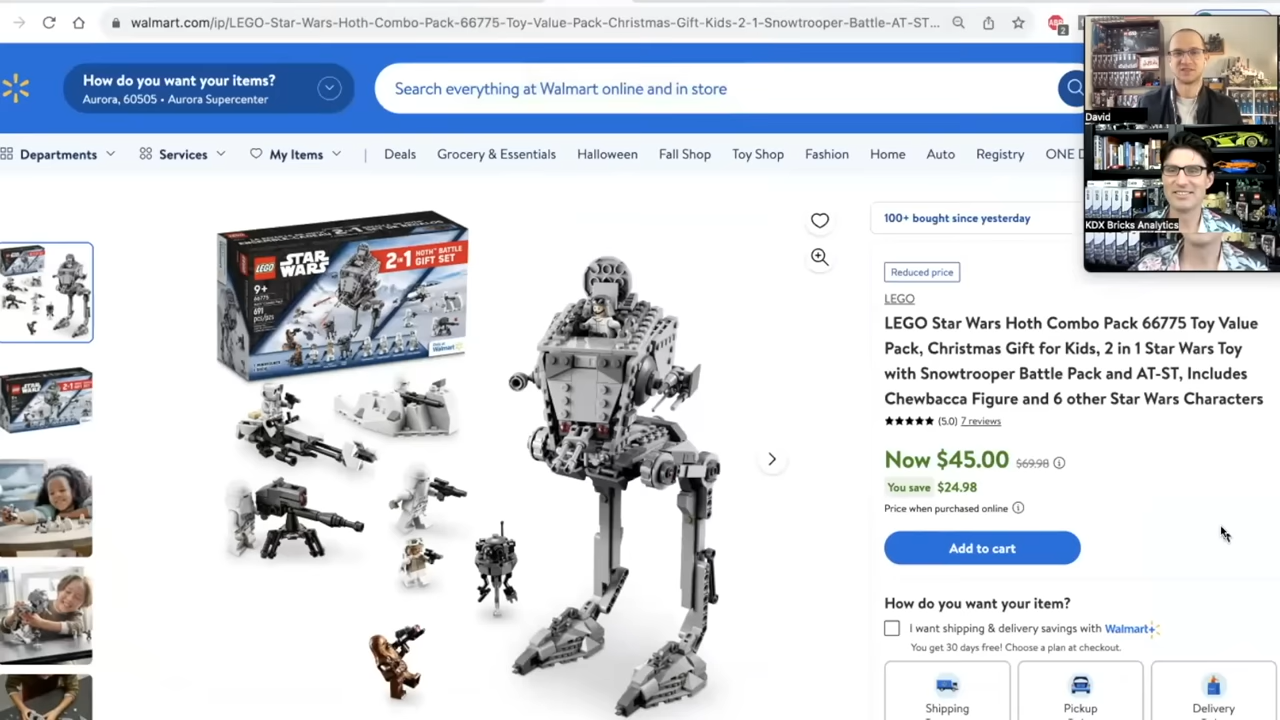 walmart.com/ip/LEGO-Star-Wars-Hoth-Combo-Pack-66775-Toy-Value-Pack-Christmas-Gift-Kids-2-1-Snowtrooper-Battle-AT-ST...
2
How do you want your items?
Aurora, 60505 • Aurora Supercenter
Search everything at Walmart online and in store
David
Departments
Services
My Items
Deals
Grocery & Essentials
Halloween
Fall Shop
Toy Shop
Fashion
Home
Auto
Registry
ONE D
KDX Bricks Analytics
100+ bought since yesterday
LEGO
STAR WARS
2 in 1 HOTH BATTLE GIFT SET
9+
66775
691
pcs/pzs
Walmart
Reduced price
LEGO
LEGO Star Wars Hoth Combo Pack 66775 Toy Value
Pack, Christmas Gift for Kids, 2 in 1 Star Wars Toy
with Snowtrooper Battle Pack and AT-ST, Includes
Chewbacca Figure and 6 other Star Wars Characters
(5.0) 7 reviews
Now $45.00 $69.98
You save $24.98
Price when purchased online
Add to cart
How do you want your item?
I want shipping & delivery savings with Walmart+
You get 30 days free! Choose a plan at checkout.
Shipping
Pickup
Delivery